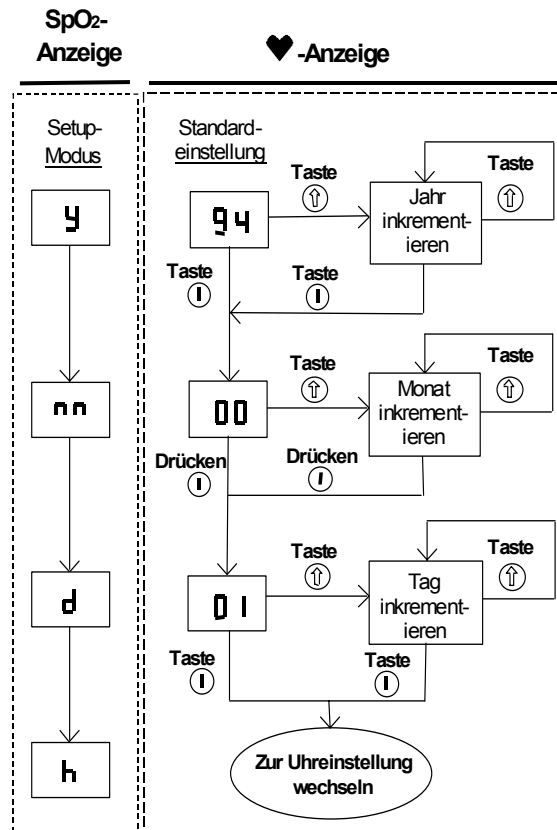 SpO2-
Anzeige
♥-Anzeige
Setup-
Modus
Standard-
einstellung
y
94
Taste
Jahr
inkrement-
ieren
Taste
Taste
I
Taste
I
nn
00
Taste
Monat
inkrement-
ieren
Taste
Drücken
I
Drücken
I
d
01
Taste
Tag
inkrement-
ieren
Taste
Taste
I
Taste
I
h
Zur Uhreinstellung
wechseln